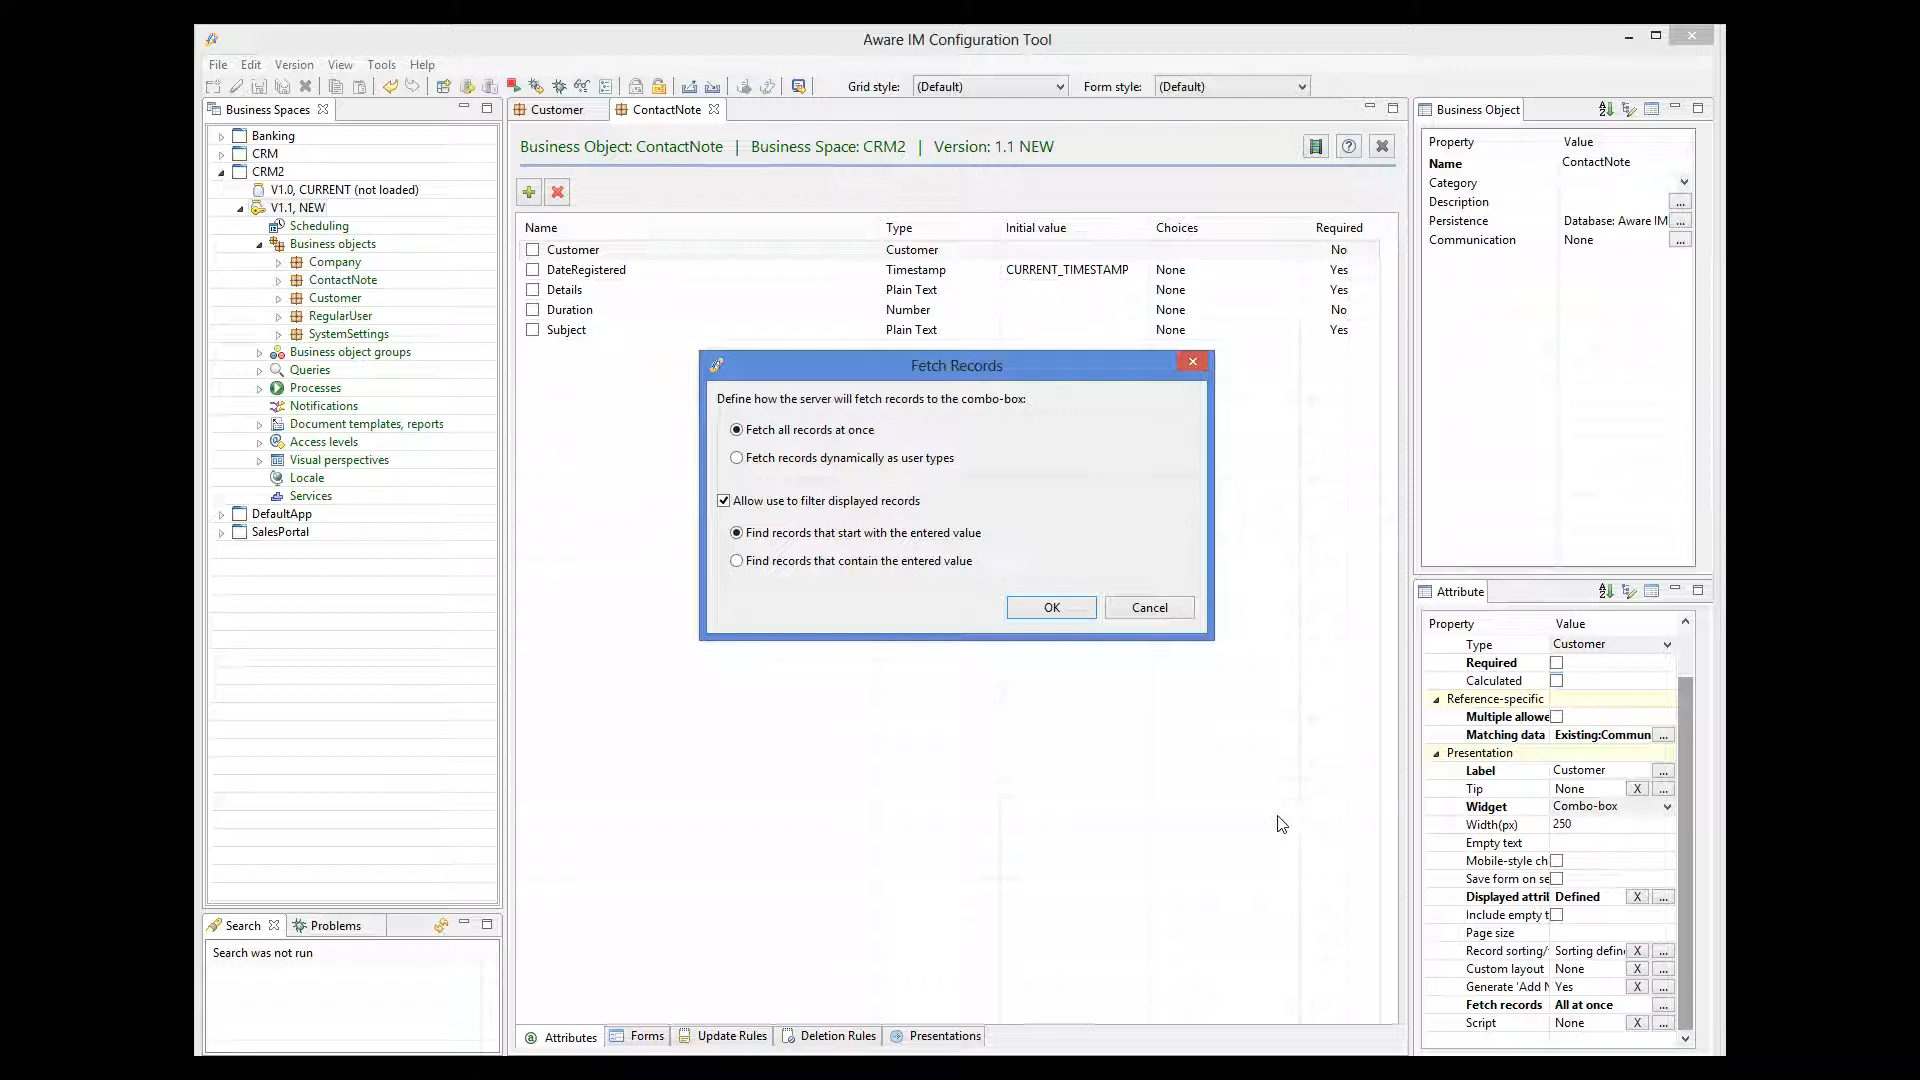 Aware IM Configuration Tool
File Edit Version View Tools Help
Grid style: (Default) Form style: (Default)
Business Spaces
Banking
CRM
CRM2
V1.0, CURRENT (not loaded)
V1.1, NEW
Scheduling
Business objects
Company
ContactNote
Customer
RegularUser
SystemSettings
Business object groups
Queries
Processes
Notifications
Document templates, reports
Access levels
Visual perspectives
Locale
Services
DefaultApp
SalesPortal
Search Problems
Search was not run
Customer ContactNote
Business Object: ContactNote | Business Space: CRM2 | Version: 1.1 NEW
Name Type Initial value Choices Required
Customer Customer No
DateRegistered Timestamp CURRENT_TIMESTAMP None Yes
Details Plain Text None Yes
Duration Number None No
Subject Plain Text None Yes
Fetch Records
Define how the server will fetch records to the combo-box:
Fetch all records at once
Fetch records dynamically as user types
Allow use to filter displayed records
Find records that start with the entered value
Find records that contain the entered value
OK Cancel
Attributes Forms Update Rules Deletion Rules Presentations
Business Object
Property Value
Name ContactNote
Category
Description ...
Persistence Database: Aware IM ...
Communication None ...
Attribute
Property Value
Type Customer
Required
Calculated
Reference-specific
Multiple allowe
Matching data Existing:Commun ...
Presentation
Label Customer ...
Tip None X ...
Widget Combo-box
Width(px) 250
Empty text
Mobile-style ch
Save form on se
Displayed attril Defined X ...
Include empty t
Page size
Record sorting/ Sorting define X ...
Custom layout None X ...
Generate 'Add N Yes X ...
Fetch records All at once ...
Script None X ...